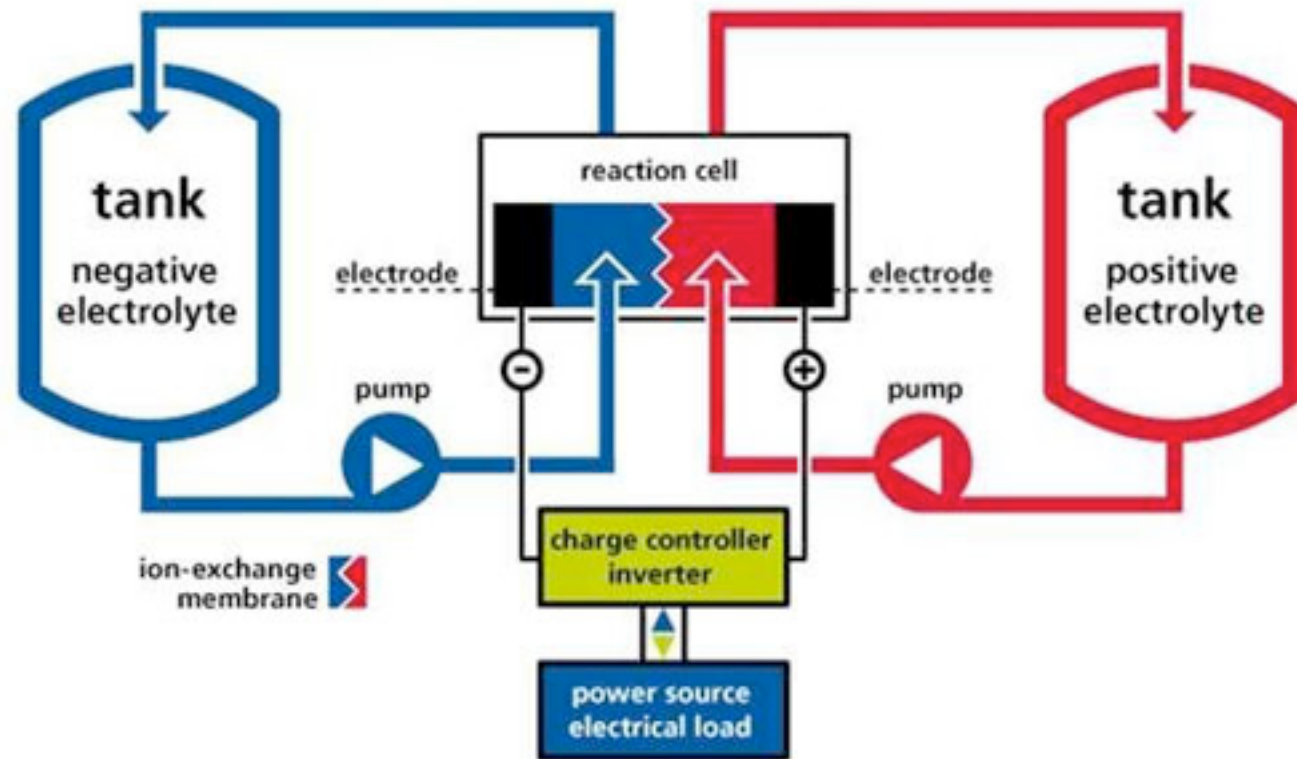 reaction cell
tank
negative
electrolyte
electrode
electrode
tank
positive
electrolyte
pump
-
+
pump
charge controller
inverter
ion-exchange
membrane
power source
electrical load